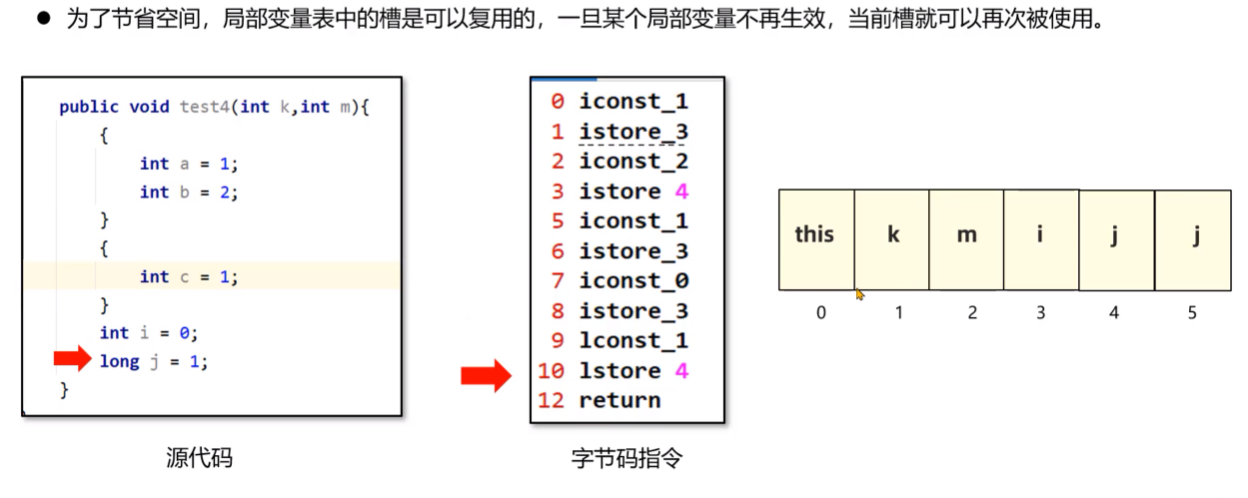 ● 为了节省空间，局部变量表中的槽是可以复用的，一旦某个局部变量不再生效，当前槽就可以再次被使用。
public void test4(int k,int m){
{
int a = 1;
int b = 2;
}
{
int c = 1;
}
int i = 0;
long j = 1;
}
源代码
0 iconst_1
1 istore_3
2 iconst_2
3 istore 4
5 iconst_1
6 istore_3
7 iconst_0
8 istore_3
9 lconst_1
10 lstore 4
12 return
字节码指令
this k m i j j
0 1 2 3 4 5